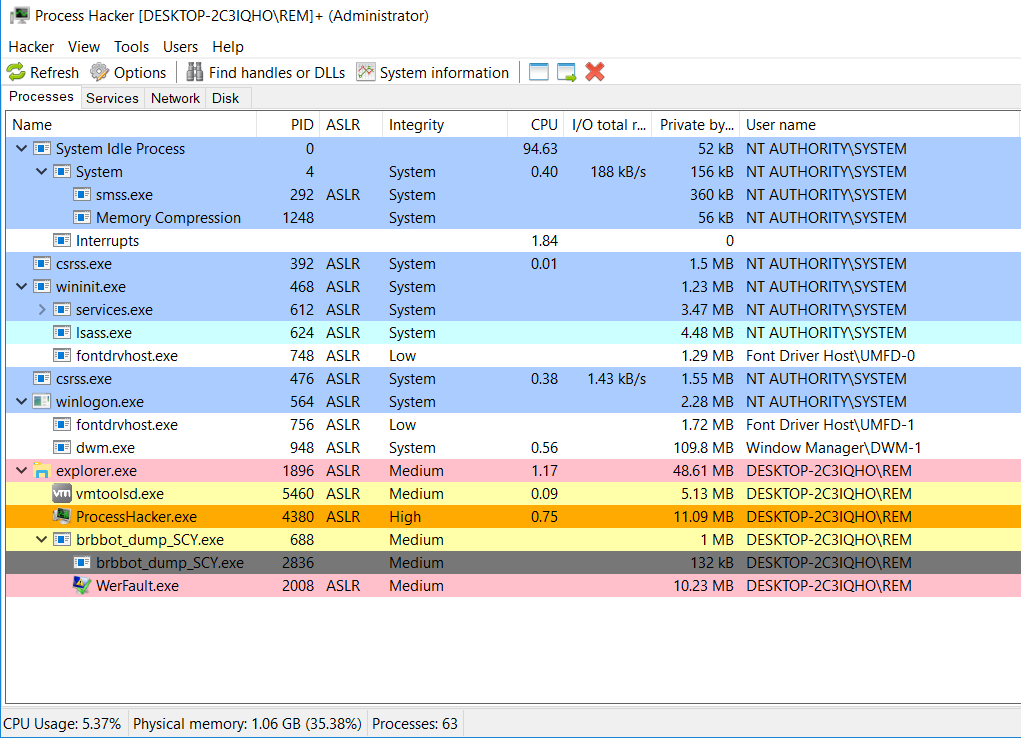 Process Hacker [DESKTOP-2C3IQHO\REM]+ (Administrator)
Hacker View Tools Users Help
Refresh Options Find handles or DLLs System information
Processes Services Network Disk
Name PID ASLR Integrity CPU I/O total r... Private by... User name
System Idle Process 0 94.63 52 kB NT AUTHORITY\SYSTEM
System 4 System 0.40 188 kB/s 156 kB NT AUTHORITY\SYSTEM
smss.exe 292 ASLR System 360 kB NT AUTHORITY\SYSTEM
Memory Compression 1248 System 56 kB NT AUTHORITY\SYSTEM
Interrupts 1.84 0
csrss.exe 392 ASLR System 0.01 1.5 MB NT AUTHORITY\SYSTEM
wininit.exe 468 ASLR System 1.23 MB NT AUTHORITY\SYSTEM
services.exe 612 ASLR System 3.47 MB NT AUTHORITY\SYSTEM
lsass.exe 624 ASLR System 4.48 MB NT AUTHORITY\SYSTEM
fontdrvhost.exe 748 ASLR Low 1.29 MB Font Driver Host\UMFD-0
csrss.exe 476 ASLR System 0.38 1.43 kB/s 1.55 MB NT AUTHORITY\SYSTEM
winlogon.exe 564 ASLR System 2.28 MB NT AUTHORITY\SYSTEM
fontdrvhost.exe 756 ASLR Low 1.72 MB Font Driver Host\UMFD-1
dwm.exe 948 ASLR System 0.56 109.8 MB Window Manager\DWM-1
explorer.exe 1896 ASLR Medium 1.17 48.61 MB DESKTOP-2C3IQHO\REM
vm vmtoolsd.exe 5460 ASLR Medium 0.09 5.13 MB DESKTOP-2C3IQHO\REM
ProcessHacker.exe 4380 ASLR High 0.75 11.09 MB DESKTOP-2C3IQHO\REM
brbbot_dump_SCY.exe 688 Medium 1 MB DESKTOP-2C3IQHO\REM
brbbot_dump_SCY.exe 2836 Medium 132 kB DESKTOP-2C3IQHO\REM
WerFault.exe 2008 ASLR Medium 10.23 MB DESKTOP-2C3IQHO\REM
CPU Usage: 5.37% Physical memory: 1.06 GB (35.38%) Processes: 63